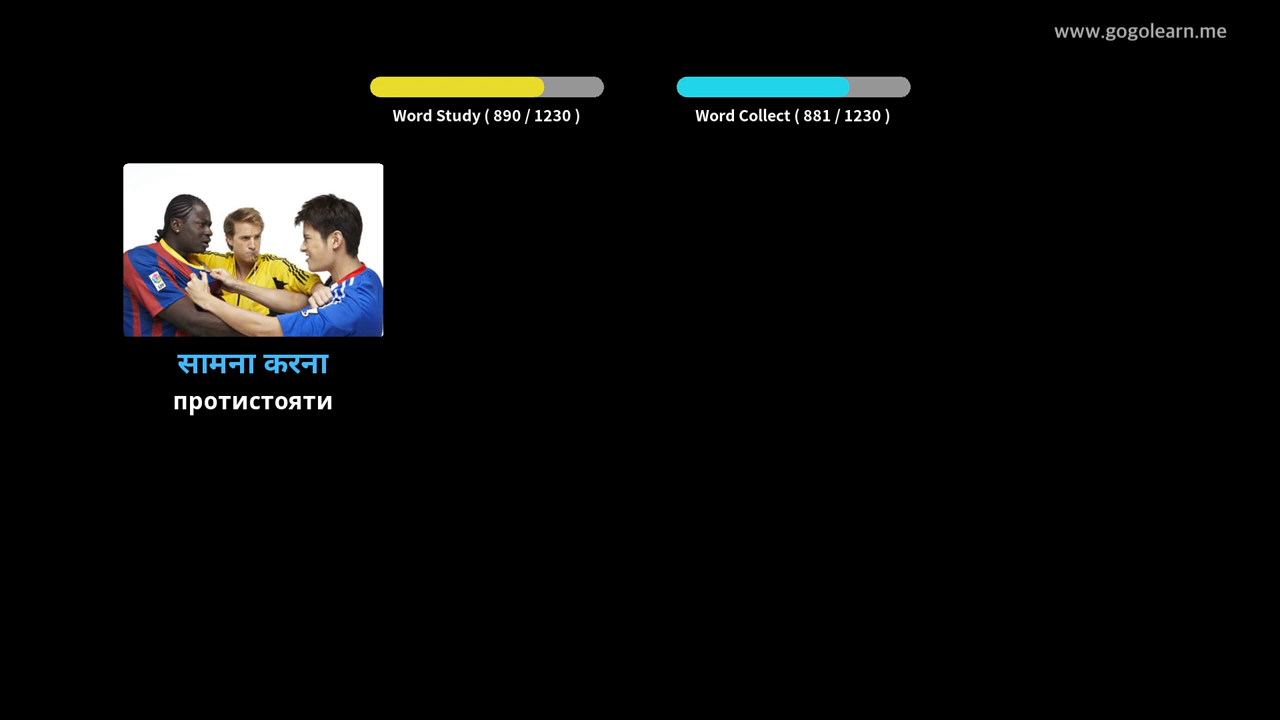 www.gogolearn.me
Word Study ( 890 / 1230 )
Word Collect ( 881 / 1230 )
सामना करना
протистояти